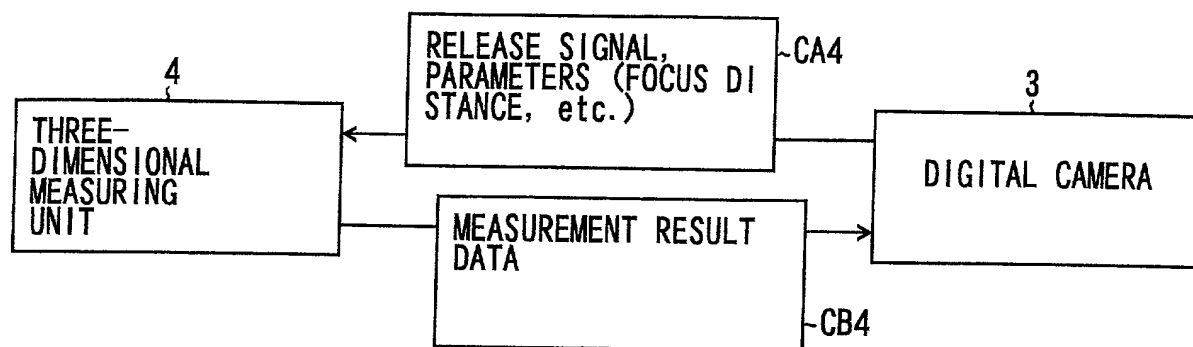 RELEASE SIGNAL,
PARAMETERS (FOCUS DI
STANCE, etc.)
CA4
4
THREE-
DIMENSIONAL
MEASURING
UNIT
3
DIGITAL CAMERA
MEASUREMENT RESULT
DATA
CB4